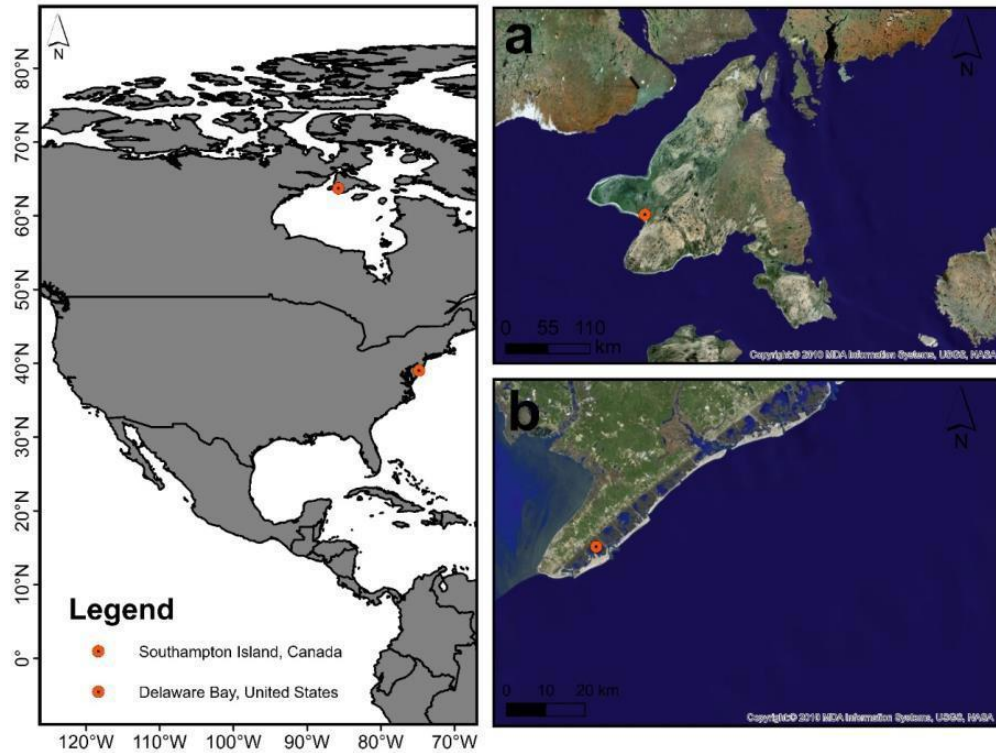 N
80°N
70°N
60°N
50°N
40°N
30°N
20°N
10°N
0°
Legend
Southampton Island, Canada
Delaware Bay, United States
120°W 110°W 100°W 90°W 80°W 70°W
a
N
0 55 110
km
Copyright:© 2010 MDA Information Systems, USGS, NASA
b
N
0 10 20 km
Copyright:© 2010 MDA Information Systems, USGS, NASA